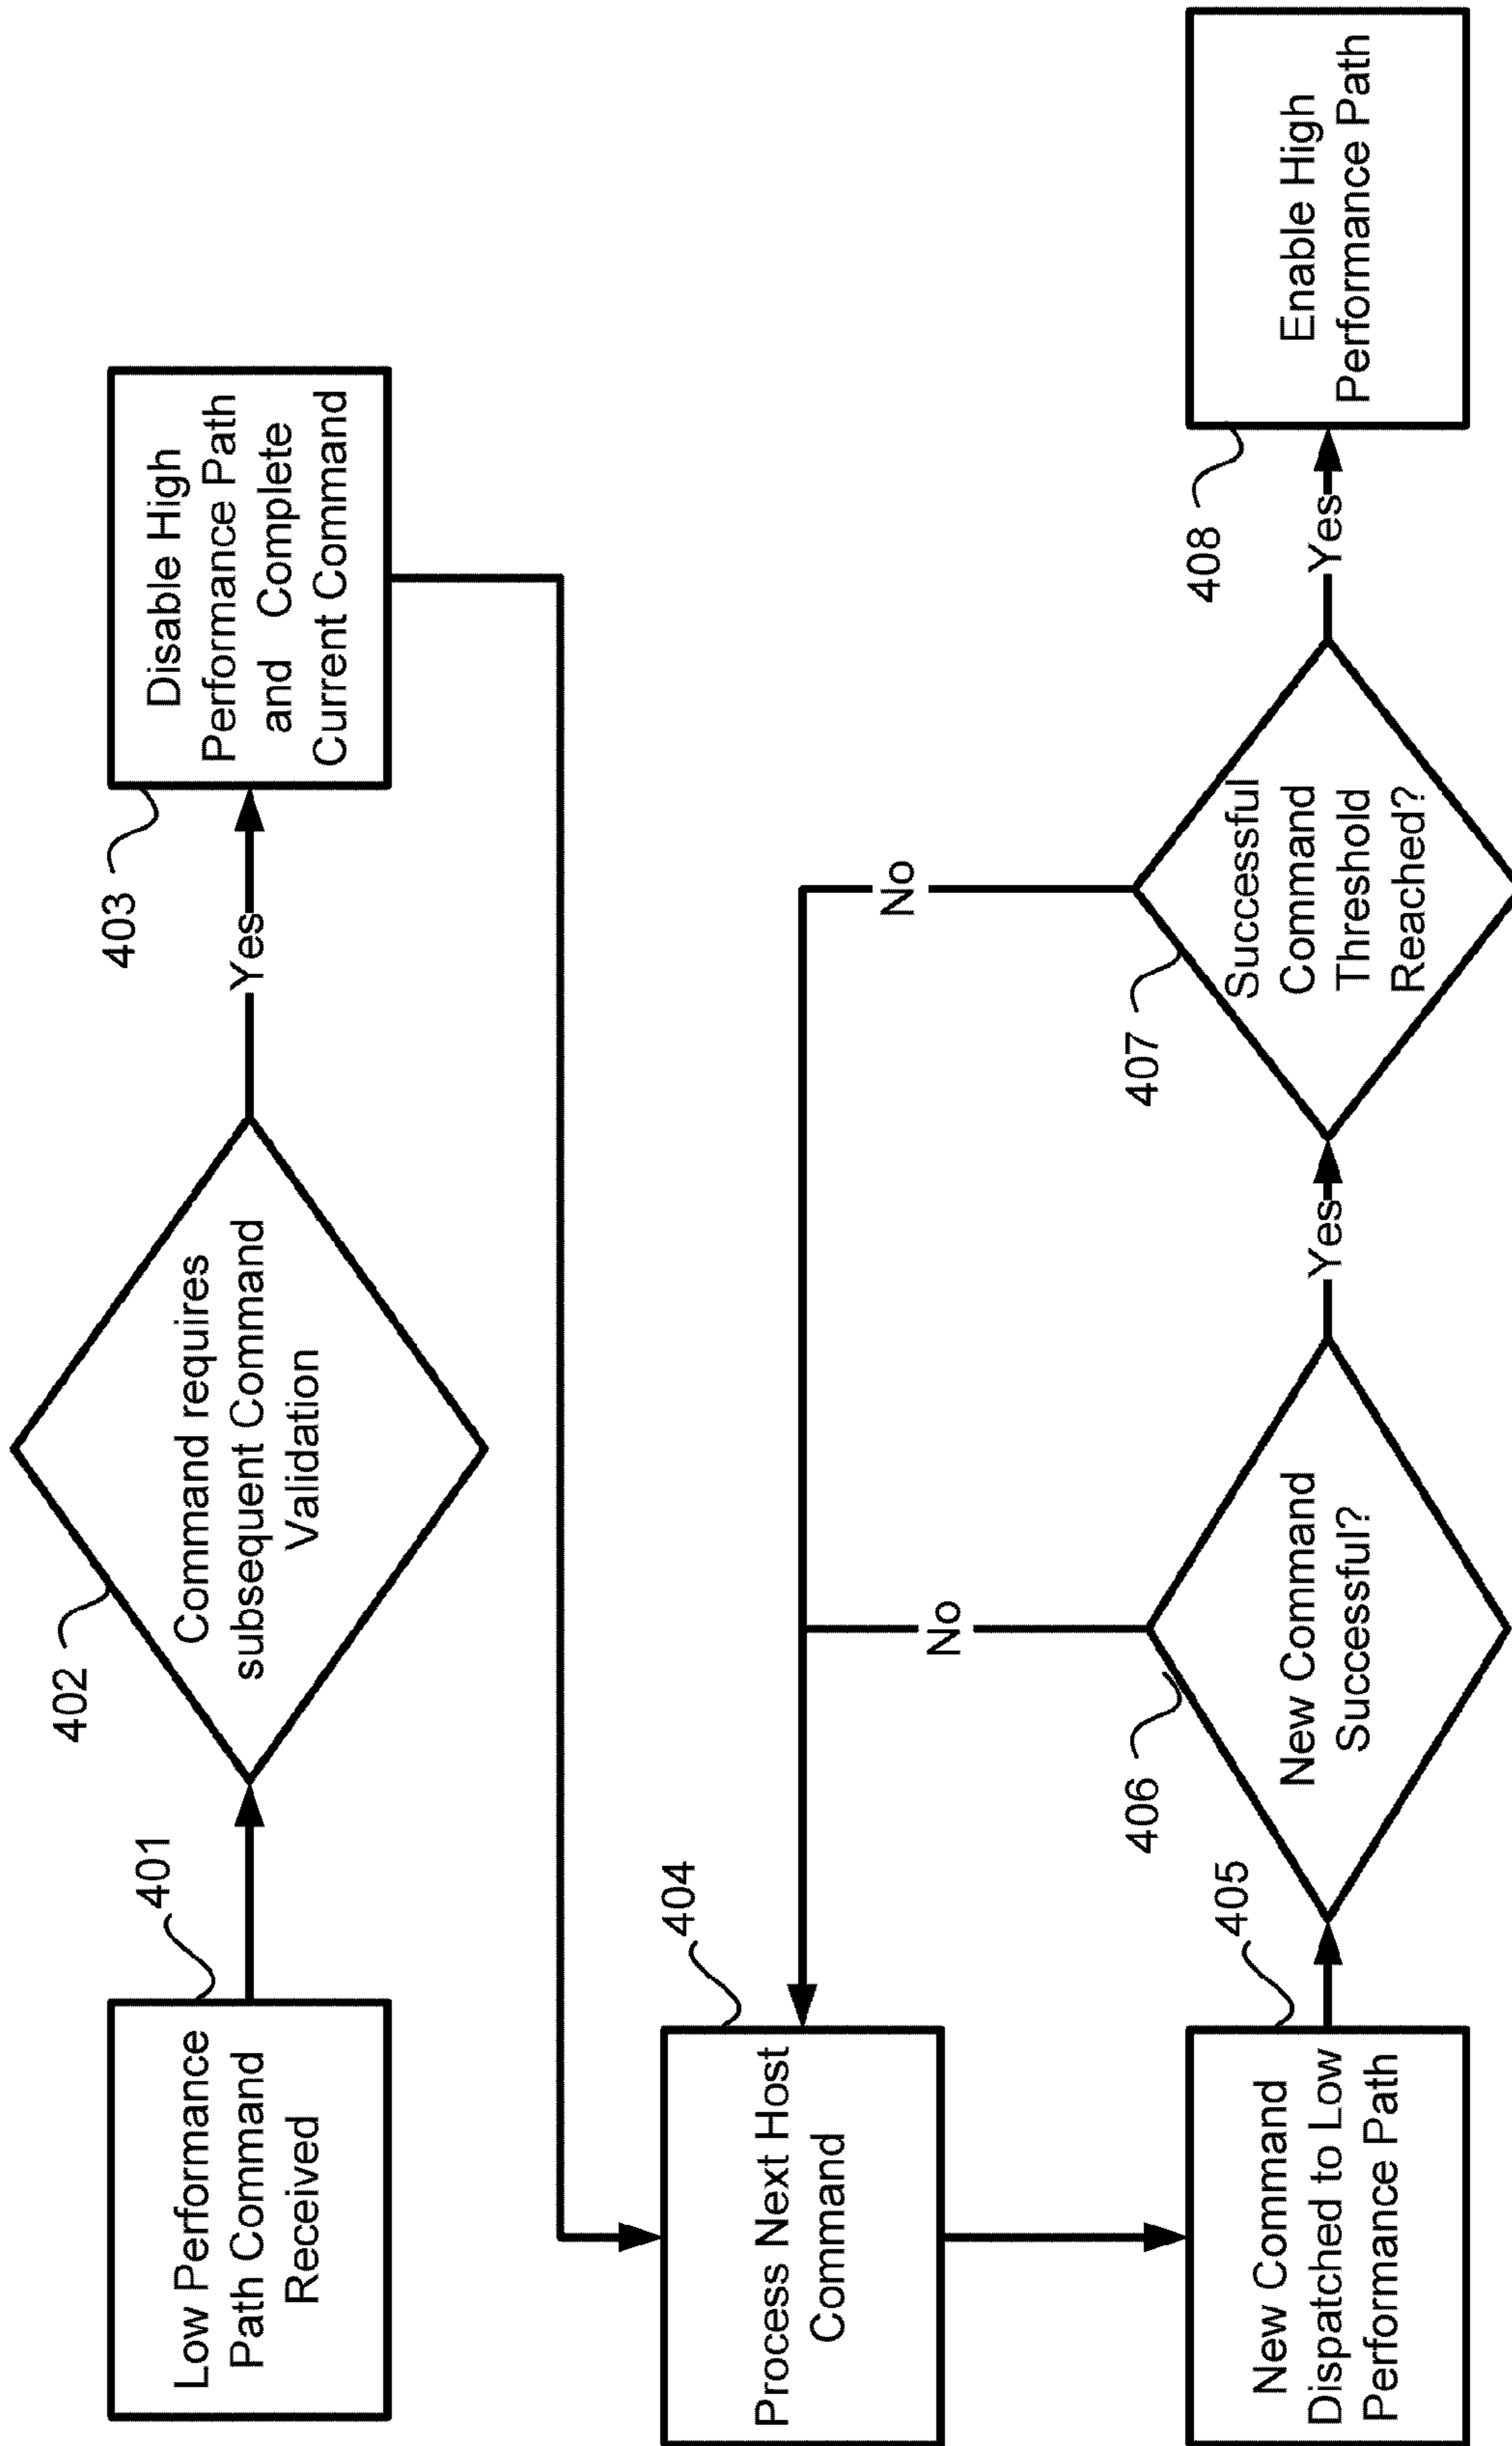 401
Low Performance
Path Command
Received
402
Command requires
subsequent Command
Validation
Yes
403
Disable High
Performance Path
and Complete
Current Command
404
Process Next Host
Command
405
New Command
Dispatched to Low
Performance Path
406
New Command
Successful?
No
Yes
407
Successful
Command
Threshold
Reached?
No
Yes
408
Enable High
Performance Path